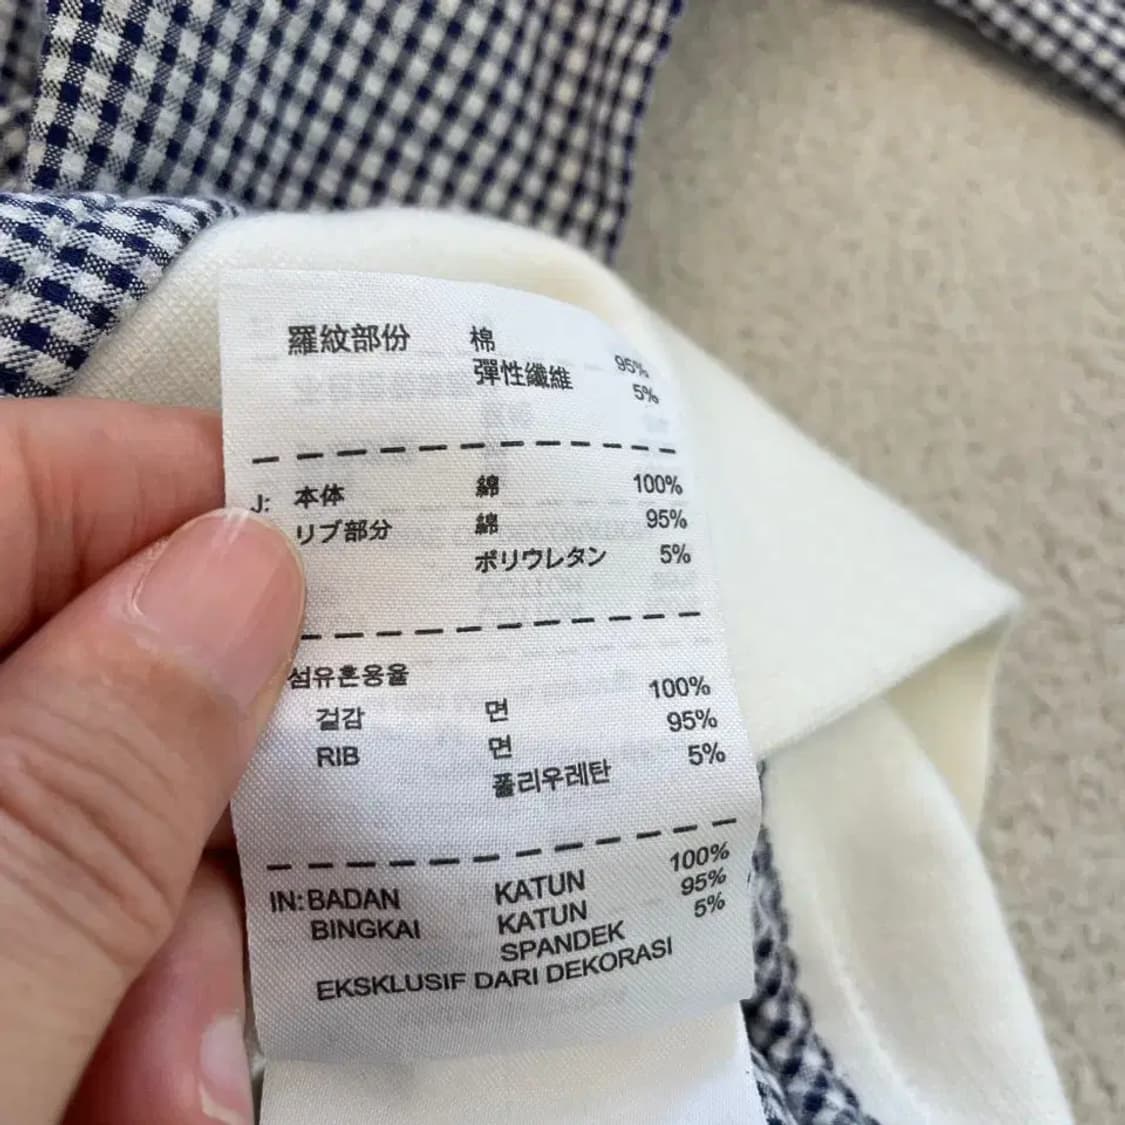 羅紋部份 棉 95%
彈性纖維 5%
J: 本体 綿 100%
リブ部分 綿 95%
ポリウレタン 5%
섬유혼용율
겉감 면 100%
RIB 면 95%
폴리우레탄 5%
IN: BADAN KATUN 100%
BINGKAI KATUN 95%
SPANDEK 5%
EKSKLUSIF DARI DEKORASI